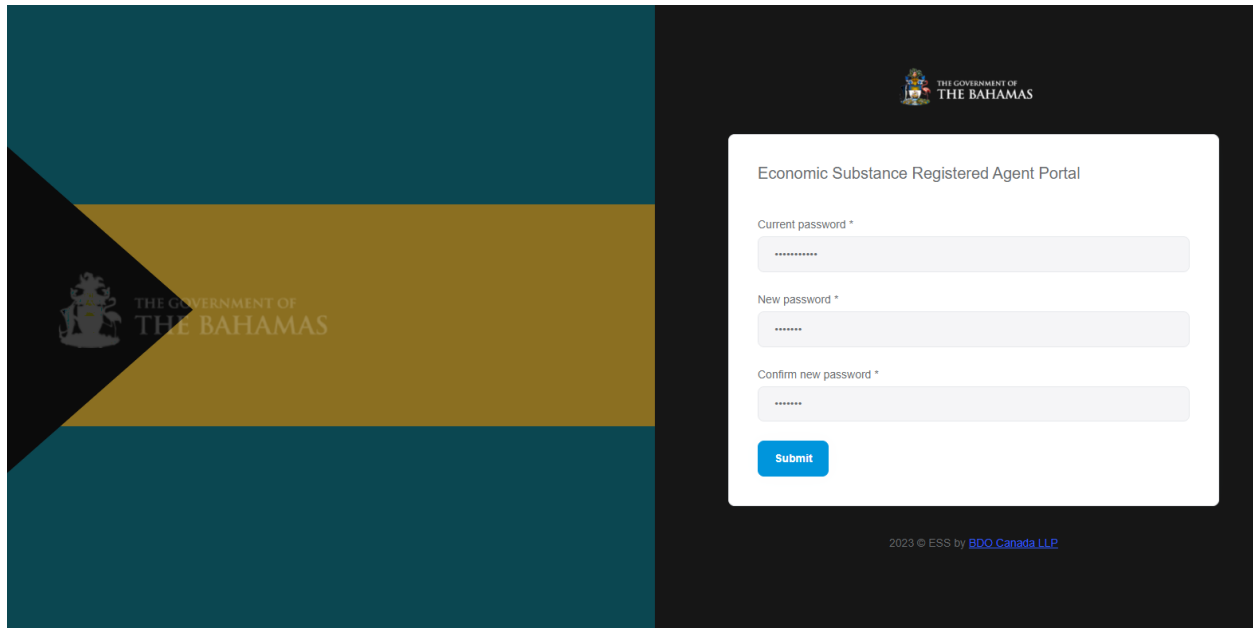 THE GOVERNMENT OF
THE BAHAMAS
THE GOVERNMENT OF
THE BAHAMAS
Economic Substance Registered Agent Portal
Current password *
•••••••••••
New password *
•••••••
Confirm new password *
•••••••
Submit
2023 © ESS by BDO Canada LLP